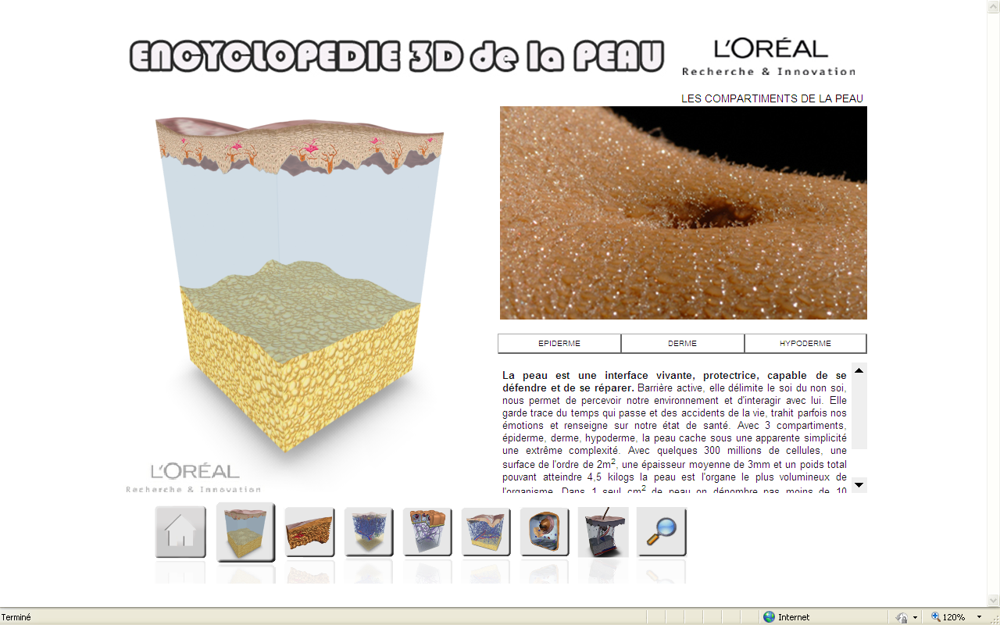 ENCYCLOPEDIE 3D de la PEAU
L'ORÉAL
Recherche & Innovation
LES COMPARTIMENTS DE LA PEAU
EPIDERME
DERME
HYPODERME
La peau est une interface vivante, protectrice, capable de se
défendre et de se réparer. Barrière active, elle délimite le soi du non soi,
nous permet de percevoir notre environnement et d'interagir avec lui. Elle
garde trace du temps qui passe et des accidents de la vie, trahit parfois nos
émotions et renseigne sur notre état de santé. Avec 3 compartiments,
épiderme, derme, hypoderme, la peau cache sous une apparente simplicité
une extrême complexité. Avec quelques 300 millions de cellules, une
surface de l'ordre de 2m², une épaisseur moyenne de 3mm et un poids total
pouvant atteindre 4,5 kilogs la peau est l'organe le plus volumineux de
l'organisme. Dans 1 seul cm² de peau on dénombre pas moins de 10
L'ORÉAL
Recherche & Innovation
Terminé
Internet
120%